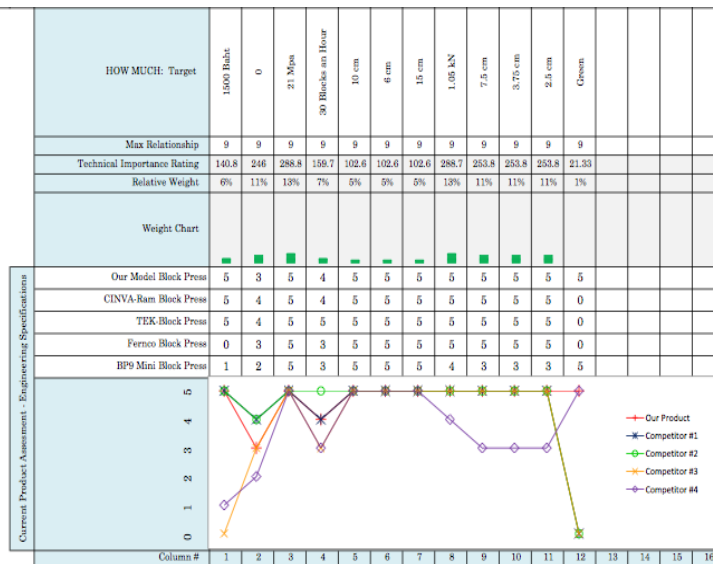 HOW MUCH: Target 1500 Baht 0 21 Mpa 30 Blocks an Hour 10 cm 6 cm 15 cm 1.05 kN 7.5 cm 3.75 cm 2.5 cm Green
Max Relationship 9 9 9 9 9 9 9 9 9 9 9 9
Technical Importance Rating 140.8 246 288.8 159.7 102.6 102.6 102.6 288.7 253.8 253.8 253.8 21.33
Relative Weight 6% 11% 13% 7% 5% 5% 5% 13% 11% 11% 11% 1%
Weight Chart
Current Product Assesment - Engineering Specifications
Our Model Block Press 5 3 5 4 5 5 5 5 5 5 5 5
CINVA-Ram Block Press 5 4 5 4 5 5 5 5 5 5 5 0
TEK-Block Press 5 4 5 5 5 5 5 5 5 5 5 0
Fernco Block Press 0 3 5 3 5 5 5 5 5 5 5 0
BP9 Mini Block Press 1 2 5 3 5 5 5 4 3 3 3 5
5
4
3
2
1
0
Our Product
Competitor #1
Competitor #2
Competitor #3
Competitor #4
Column # 1 2 3 4 5 6 7 8 9 10 11 12 13 14 15 16